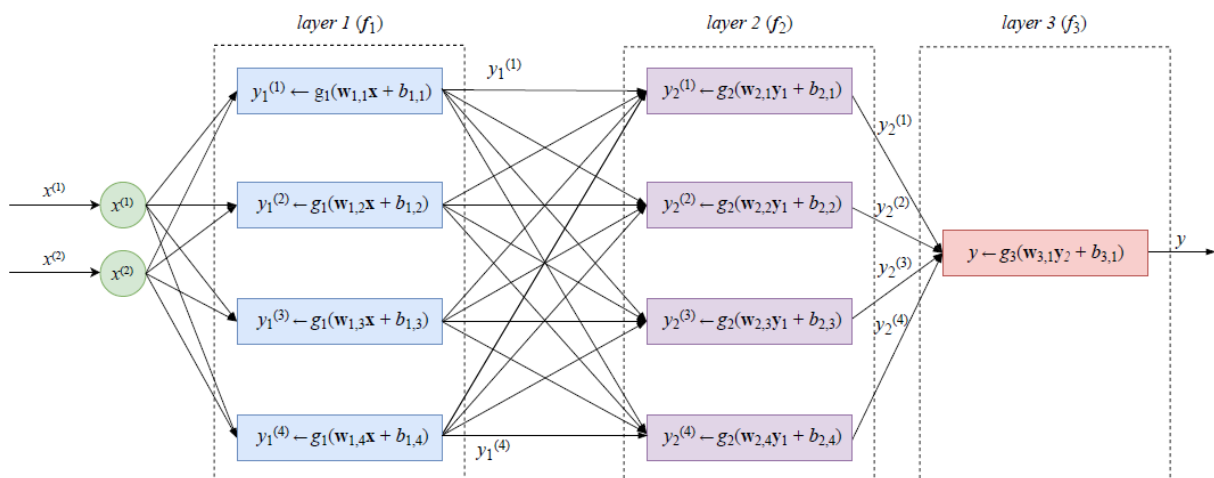 layer 1 (f₁)
layer 2 (f₂)
layer 3 (f₃)
y₁⁽¹⁾ ← g₁(w₁,₁x + b₁,₁)
y₁⁽¹⁾
y₂⁽¹⁾ ← g₂(w₂,₁y₁ + b₂,₁)
y₂⁽¹⁾
x⁽¹⁾
x⁽¹⁾
y₁⁽²⁾ ← g₁(w₁,₂x + b₁,₂)
y₂⁽²⁾ ← g₂(w₂,₂y₁ + b₂,₂)
y₂⁽²⁾
x⁽²⁾
x⁽²⁾
y ← g₃(w₃,₁y₂ + b₃,₁)
y
y₂⁽³⁾
y₁⁽³⁾ ← g₁(w₁,₃x + b₁,₃)
y₂⁽³⁾ ← g₂(w₂,₃y₁ + b₂,₃)
y₂⁽⁴⁾
y₁⁽⁴⁾ ← g₁(w₁,₄x + b₁,₄)
y₁⁽⁴⁾
y₂⁽⁴⁾ ← g₂(w₂,₄y₁ + b₂,₄)